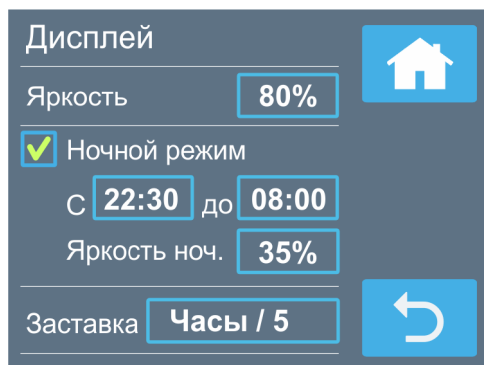 Дисплей
Яркость 80%
Ночной режим
С 22:30 до 08:00
Яркость ноч. 35%
Заставка Часы / 5